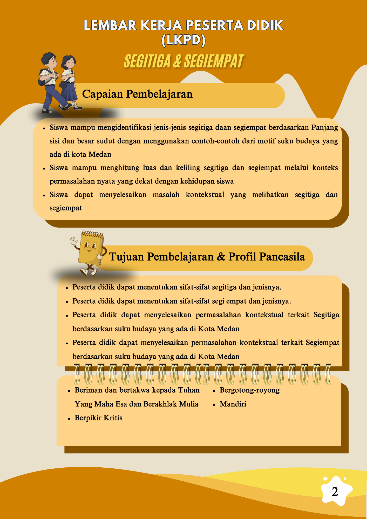 LEMBAR KERJA PESERTA DIDIK
(LKPD)
SEGITIGA & SEGIEMPAT
Capaian Pembelajaran
• Siswa mampu mengidentifikasi jenis-jenis segitiga daan segiempat berdasarkan Panjang
sisi dan besar sudut dengan menggunakan contoh-contoh dari motif suku budaya yang
ada di kota Medan
• Siswa mampu menghitung luas dan keliling segitiga dan segiempat melalui konteks
permasalahan nyata yang dekat dengan kehidupan siswa
• Siswa dapat menyelesaikan masalah kontekstual yang melibatkan segitiga dan
segiempat
Tujuan Pembelajaran & Profil Pancasila
• Peserta didik dapat menentukan sifat-sifat segitiga dan jenisnya.
• Peserta didik dapat menentukan sifat-sifat segi empat dan jenisnya.
• Peserta didik dapat menyelesaikan permasalahan kontekstual terkait Segitiga
berdasarkan suku budaya yang ada di Kota Medan
• Peserta didik dapat menyelesaikan permasalahan kontekstual terkait Segiempat
berdasarkan suku budaya yang ada di Kota Medan
• Beriman dan bertakwa kepada Tuhan
Yang Maha Esa dan Berakhlak Mulia
• Berpikir Kritis
• Bergotong-royong
• Mandiri
2